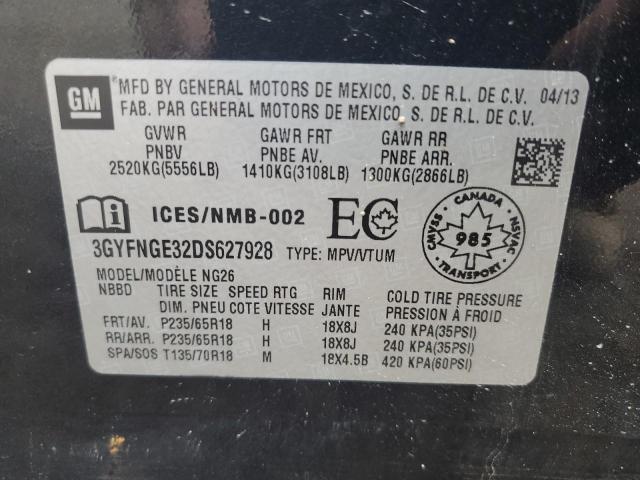 GM
MFD BY GENERAL MOTORS DE MEXICO, S. DE R.L. DE C.V. 04/13
FAB. PAR GENERAL MOTORS DE MEXICO, S. DE R.L. DE C.V.
GVWR GAWR FRT GAWR RR
PNBV PNBE AV. PNBE ARR.
2520KG(5556LB) 1410KG(3108LB) 1300KG(2866LB)
ICES/NMB-002 EC
CANADA
CMVSS 985 NSVAC
TRANSPORT
3GYFNGE32DS627928 TYPE: MPV/VTUM
MODEL/MODÈLE NG26
NBBD TIRE SIZE SPEED RTG RIM COLD TIRE PRESSURE
DIM. PNEU COTE VITESSE JANTE PRESSION À FROID
FRT/AV. P235/65R18 H 18X8J 240 KPA(35PSI)
RR/ARR. P235/65R18 H 18X8J 240 KPA(35PSI)
SPA/SOS T135/70R18 M 18X4.5B 420 KPA(60PSI)